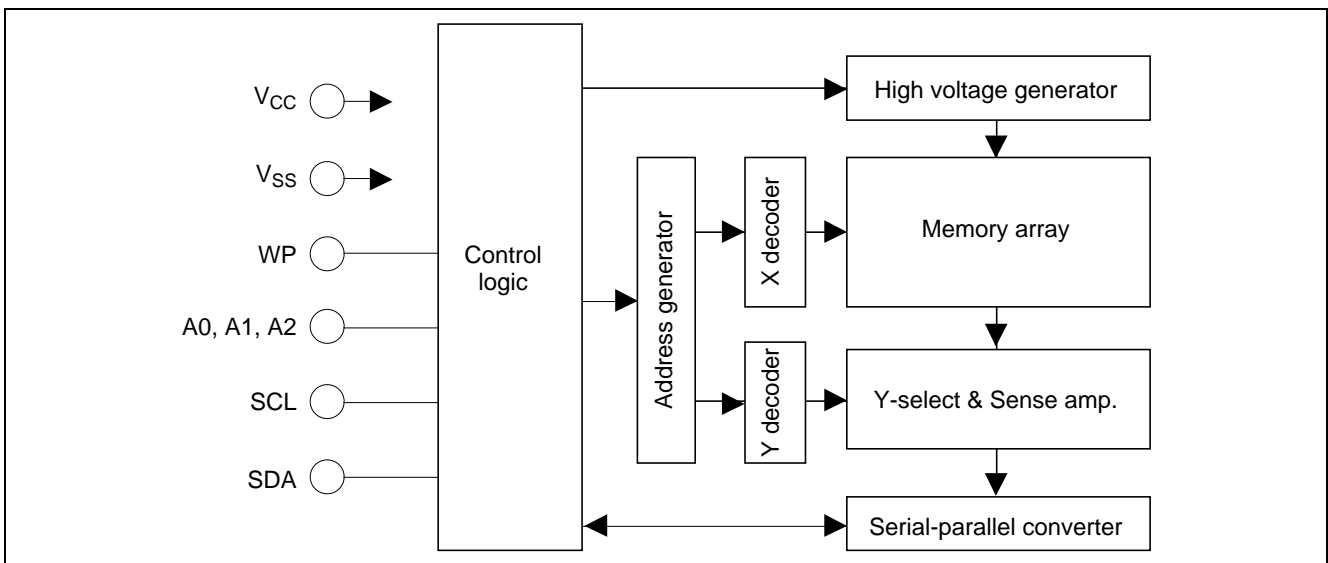 VCC
VSS
WP
A0, A1, A2
SCL
SDA
Control
logic
Address generator
X decoder
Y decoder
High voltage generator
Memory array
Y-select & Sense amp.
Serial-parallel converter